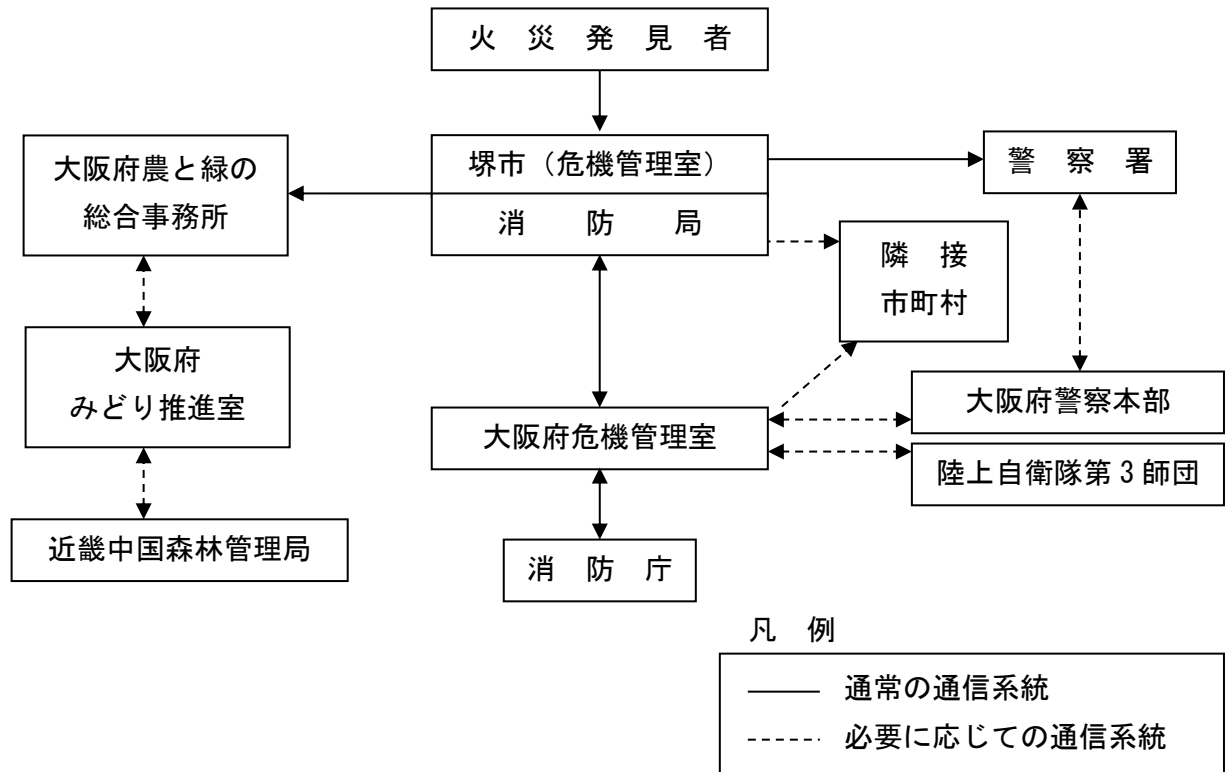 火災発見者
堺市（危機管理室）
消防局
大阪府農と緑の
総合事務所
警察署
隣接
市町村
大阪府
みどり推進室
大阪府危機管理室
大阪府警察本部
陸上自衛隊第3師団
近畿中国森林管理局
消防庁
凡例
通常の通信系統
必要に応じての通信系統